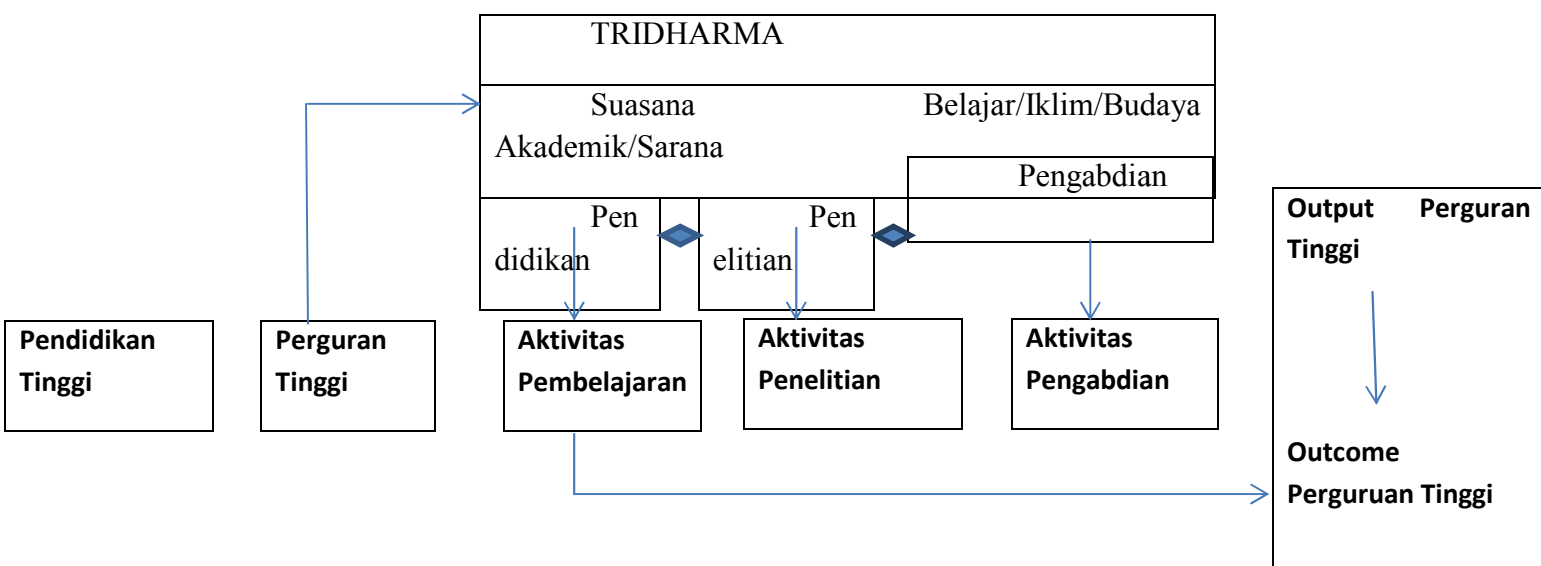 TRIDHARMA
Suasana Belajar/Iklim/Budaya
Akademik/Sarana
Pen
didikan
Pen
elitian
Pengabdian
Pendidikan
Tinggi
Perguran
Tinggi
Aktivitas
Pembelajaran
Aktivitas
Penelitian
Aktivitas
Pengabdian
Output Perguran
Tinggi
Outcome
Perguruan Tinggi